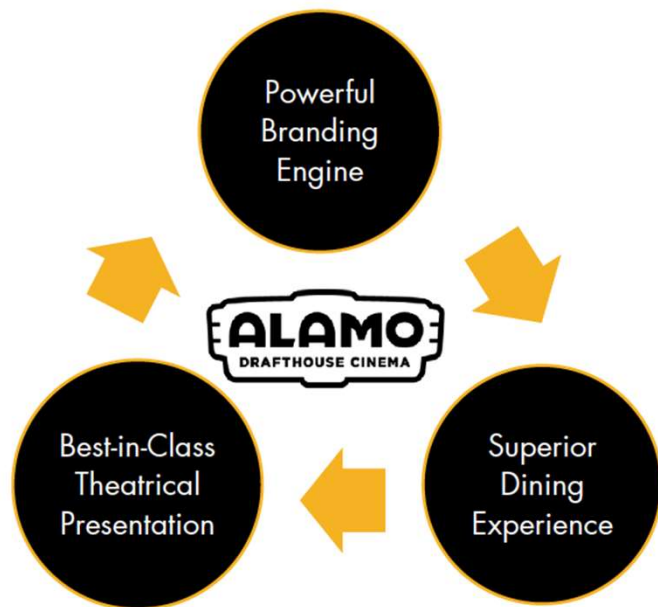 Powerful
Branding
Engine
ALAMO
DRAFTHOUSE CINEMA
Best-in-Class
Theatrical
Presentation
Superior
Dining
Experience